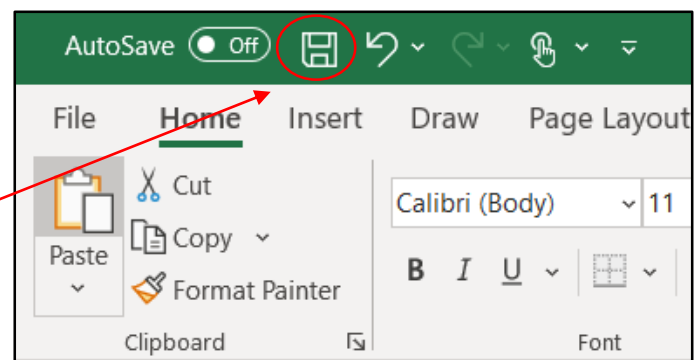 AutoSave Off
File Home Insert Draw Page Layout
Cut
Calibri (Body) 11
Copy
Paste
B I U
Format Painter
Clipboard Font